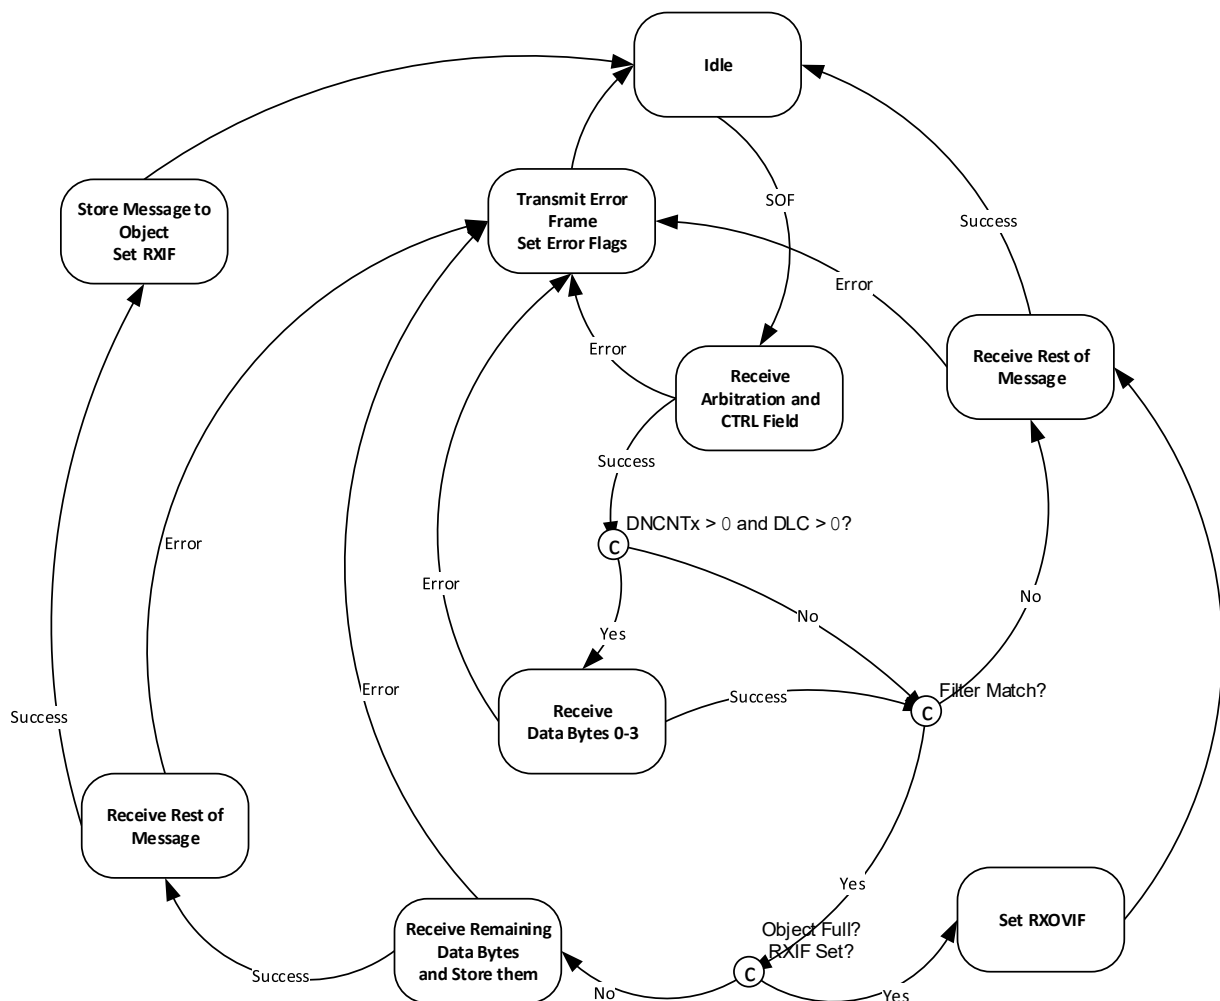 Idle
Transmit Error
Frame
Set Error Flags
SOF
Store Message to
Object
Set RXIF
Success
Error
Receive Rest of
Message
Error
Receive
Arbitration and
CTRL Field
Success
DNCNTx > 0 and DLC > 0?
C
Error
Error
No
No
Yes
Error
Success
Filter Match?
C
Receive
Data Bytes 0-3
Success
Receive Rest of
Message
Yes
Object Full?
RXIF Set?
C
Set RXOVIF
Receive Remaining
Data Bytes
and Store them
Success
No
Yes